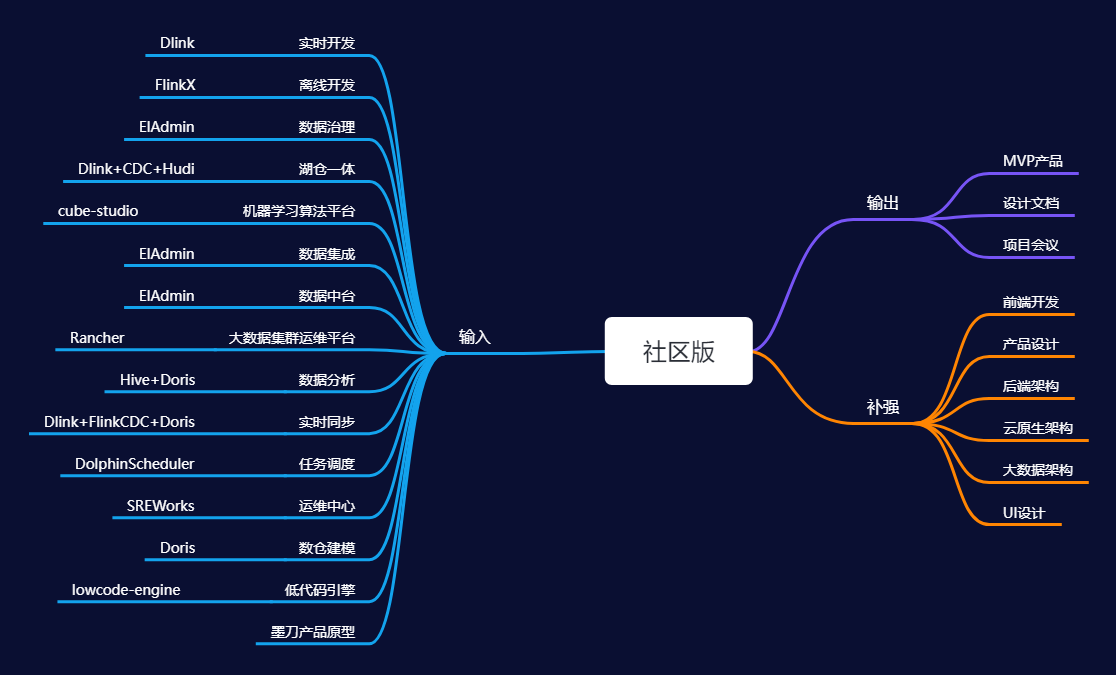 社区版
输入
Dlink 实时开发
FlinkX 离线开发
ElAdmin 数据治理
Dlink+CDC+Hudi 湖仓一体
cube-studio 机器学习算法平台
ElAdmin 数据集成
ElAdmin 数据中台
Rancher 大数据集群运维平台
Hive+Doris 数据分析
Dlink+FlinkCDC+Doris 实时同步
DolphinScheduler 任务调度
SREWorks 运维中心
Doris 数仓建模
lowcode-engine 低代码引擎
墨刀产品原型
输出
MVP产品
设计文档
项目会议
补强
前端开发
产品设计
后端架构
云原生架构
大数据架构
UI设计